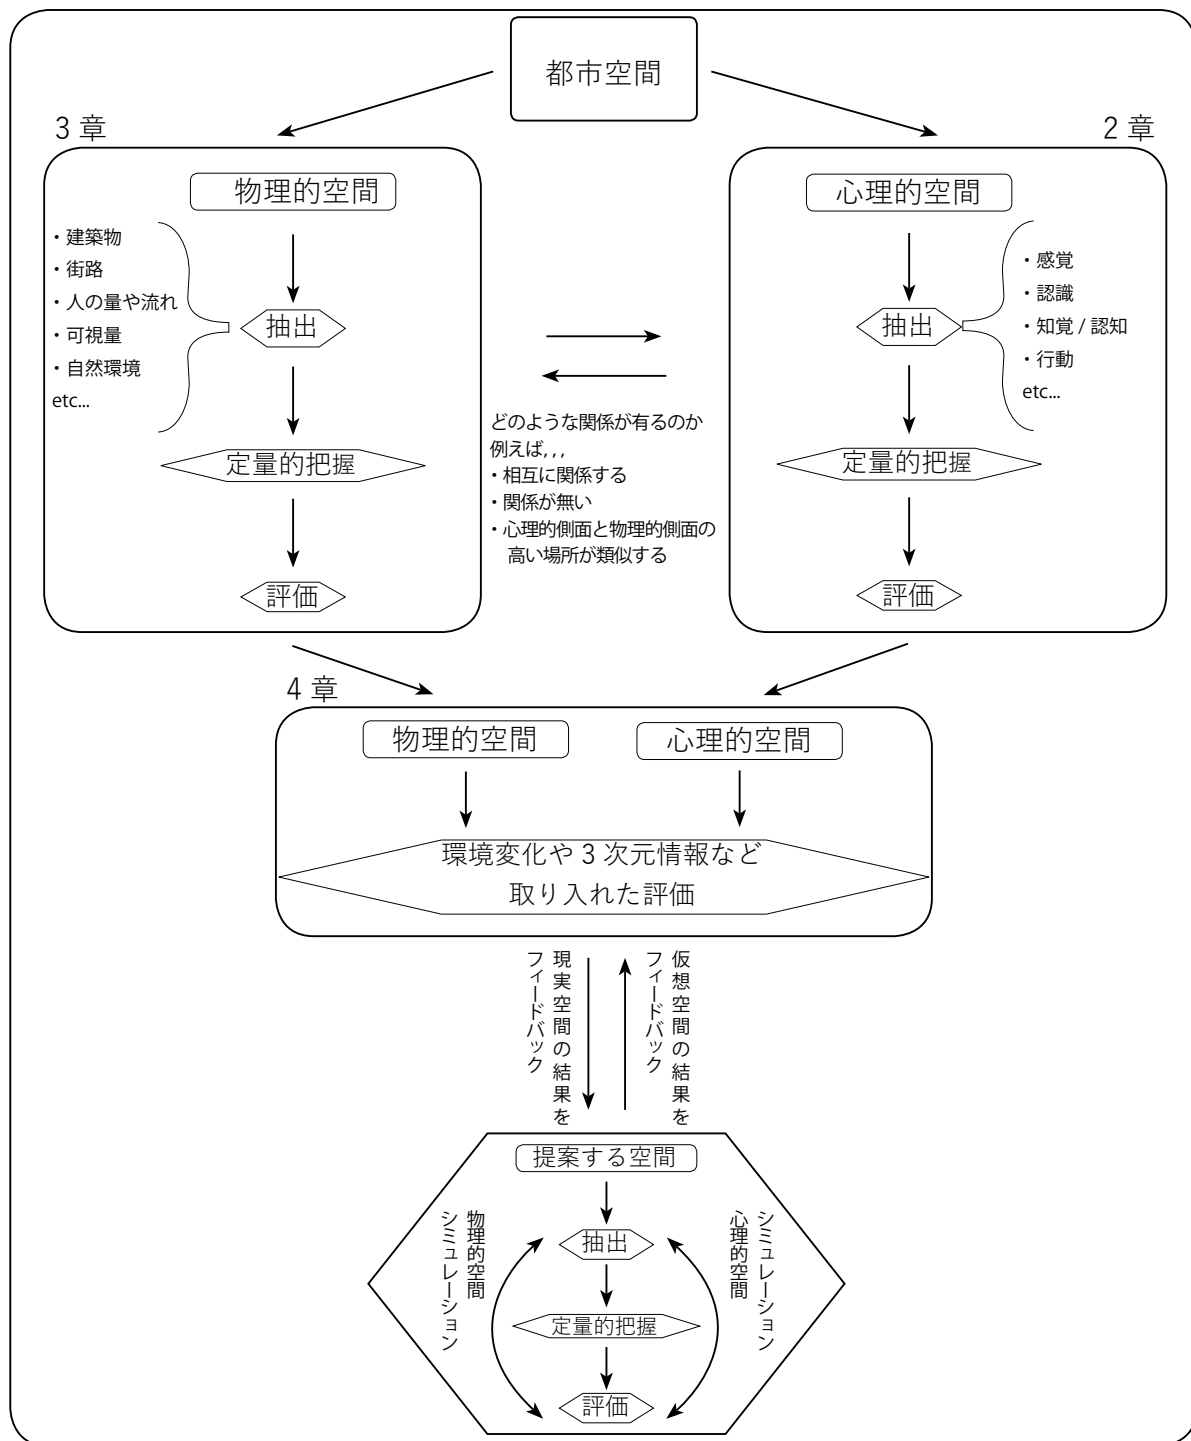 都市空間
3 章
物理的空間
・建築物
・街路
・人の量や流れ
・可視量
・自然環境
etc...
抽出
定量的把握
評価
どのような関係が有るのか
例えば, , ,
・相互に関係する
・関係が無い
・心理的側面と物理的側面の
高い場所が類似する
2 章
心理的空間
抽出
・感覚
・認識
・知覚 / 認知
・行動
etc...
定量的把握
評価
4 章
物理的空間
心理的空間
環境変化や 3 次元情報など
取り入れた評価
現実空間の結果を
フィードバック
仮想空間の結果を
フィードバック
提案する空間
抽出
定量的把握
評価
物理的空間
シミュレーション
シミュレーション
心理的空間